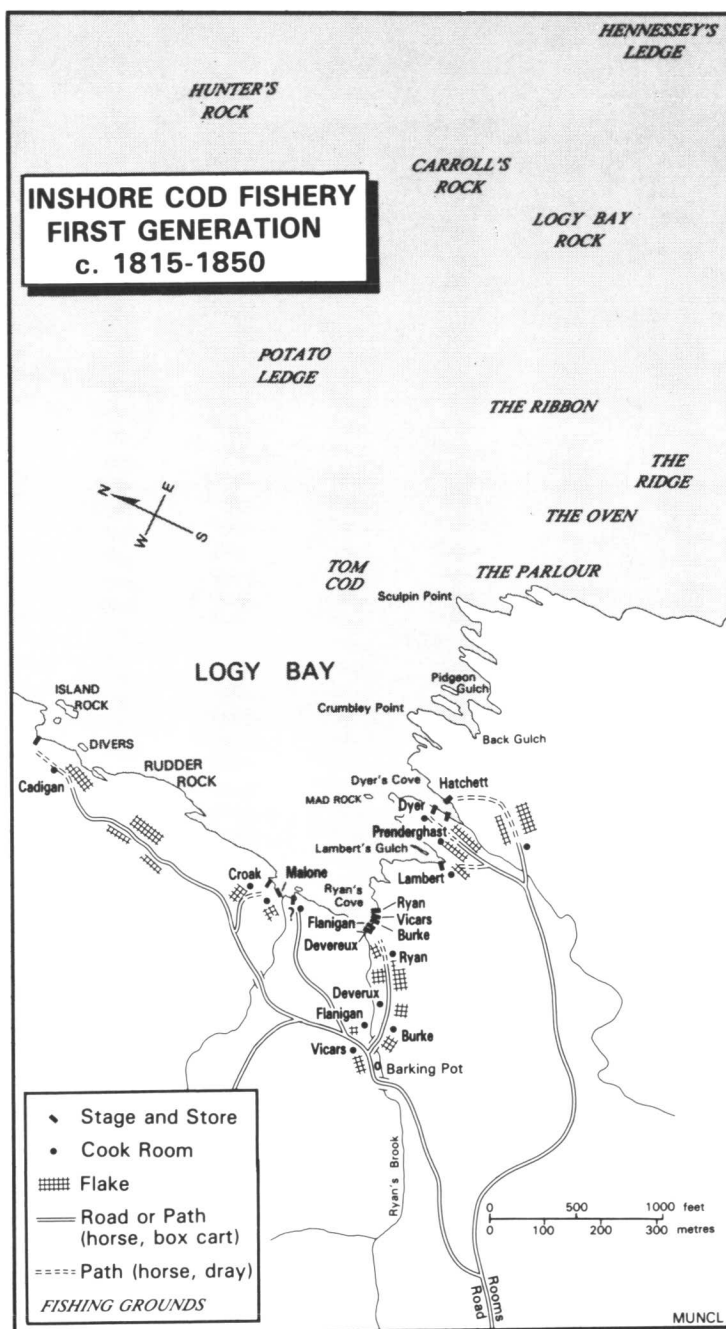 HENNESSEY'S
LEDGE
HUNTER'S
ROCK
CARROLL'S
ROCK
INSHORE COD FISHERY
FIRST GENERATION
c. 1815-1850
LOGY BAY
ROCK
POTATO
LEDGE
THE RIBBON
THE
RIDGE
N
E
W
S
THE OVEN
TOM
COD
THE PARLOUR
Sculpin Point
LOGY BAY
Pidgeon
Gulch
ISLAND
ROCK
Crumbley Point
Back Gulch
DIVERS
RUDDER
ROCK
Cadigan
Dyer's Cove
Hatchett
MAD ROCK
Dyer
Prenderghast
Lambert's Gulch
Croak
Malone
Lambert
Ryan's
Cove
?
Ryan
Flanigan
Vicars
Devereux
Burke
Ryan
Deverux
Flanigan
Burke
Vicars
Barking Pot
Stage and Store
Cook Room
Flake
Road or Path
(horse, box cart)
Path (horse, dray)
FISHING GROUNDS
Ryan's Brook
0 500 1000 feet
0 100 200 300 metres
Rooms
Road
MUNCL